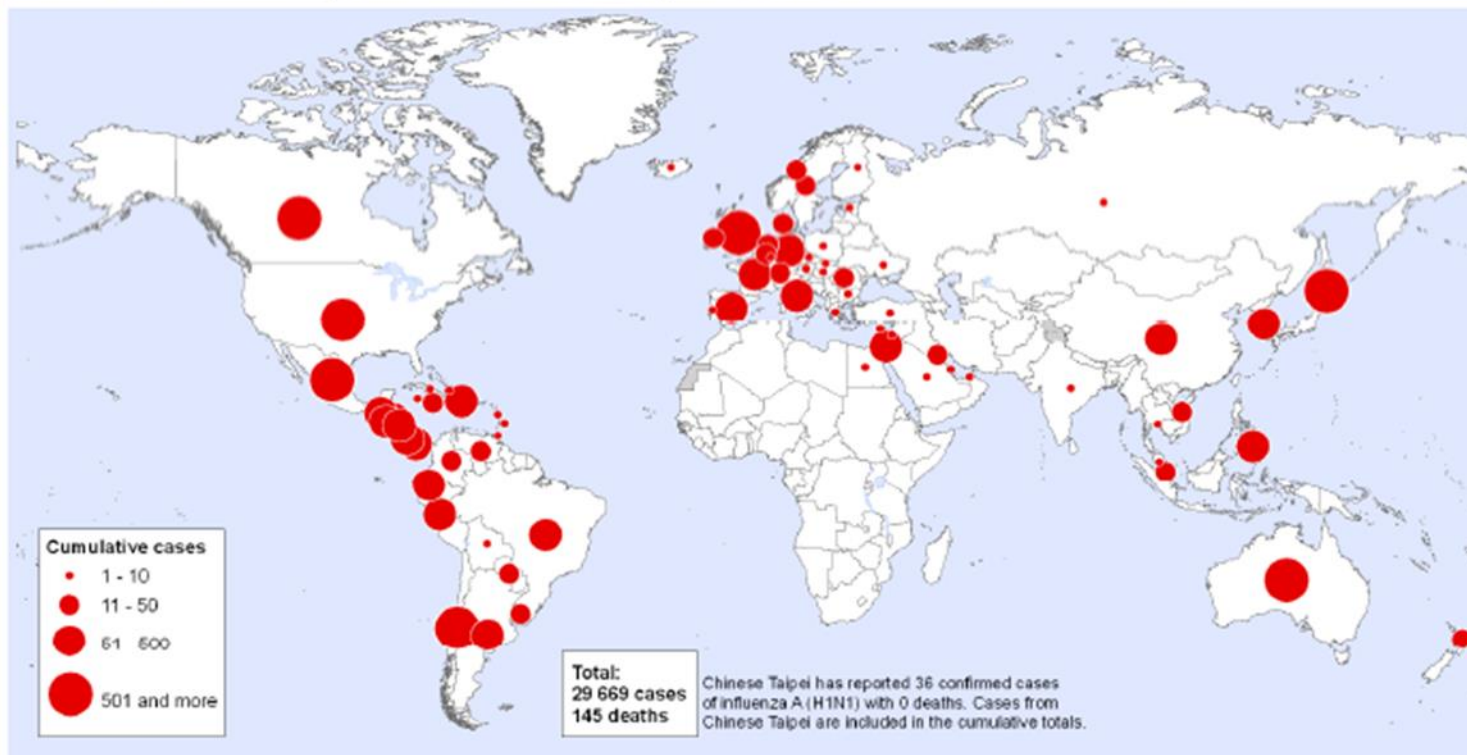 Cumulative cases
1 - 10
11 - 50
51 - 500
501 and more
Total:
29 669 cases
145 deaths
Chinese Taipei has reported 36 confirmed cases
of influenza A (H1N1) with 0 deaths. Cases from
Chinese Taipei are included in the cumulative totals.